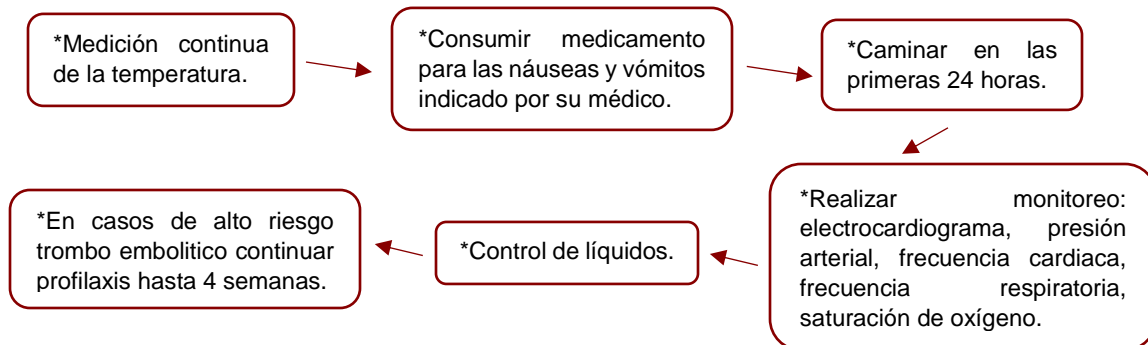 *Medición continua
de la temperatura.
*Consumir medicamento
para las náuseas y vómitos
indicado por su médico.
*Caminar en las
primeras 24 horas.
*Realizar monitoreo:
electrocardiograma, presión
arterial, frecuencia cardiaca,
frecuencia respiratoria,
saturación de oxígeno.
*Control de líquidos.
*En casos de alto riesgo
trombo embolitico continuar
profilaxis hasta 4 semanas.